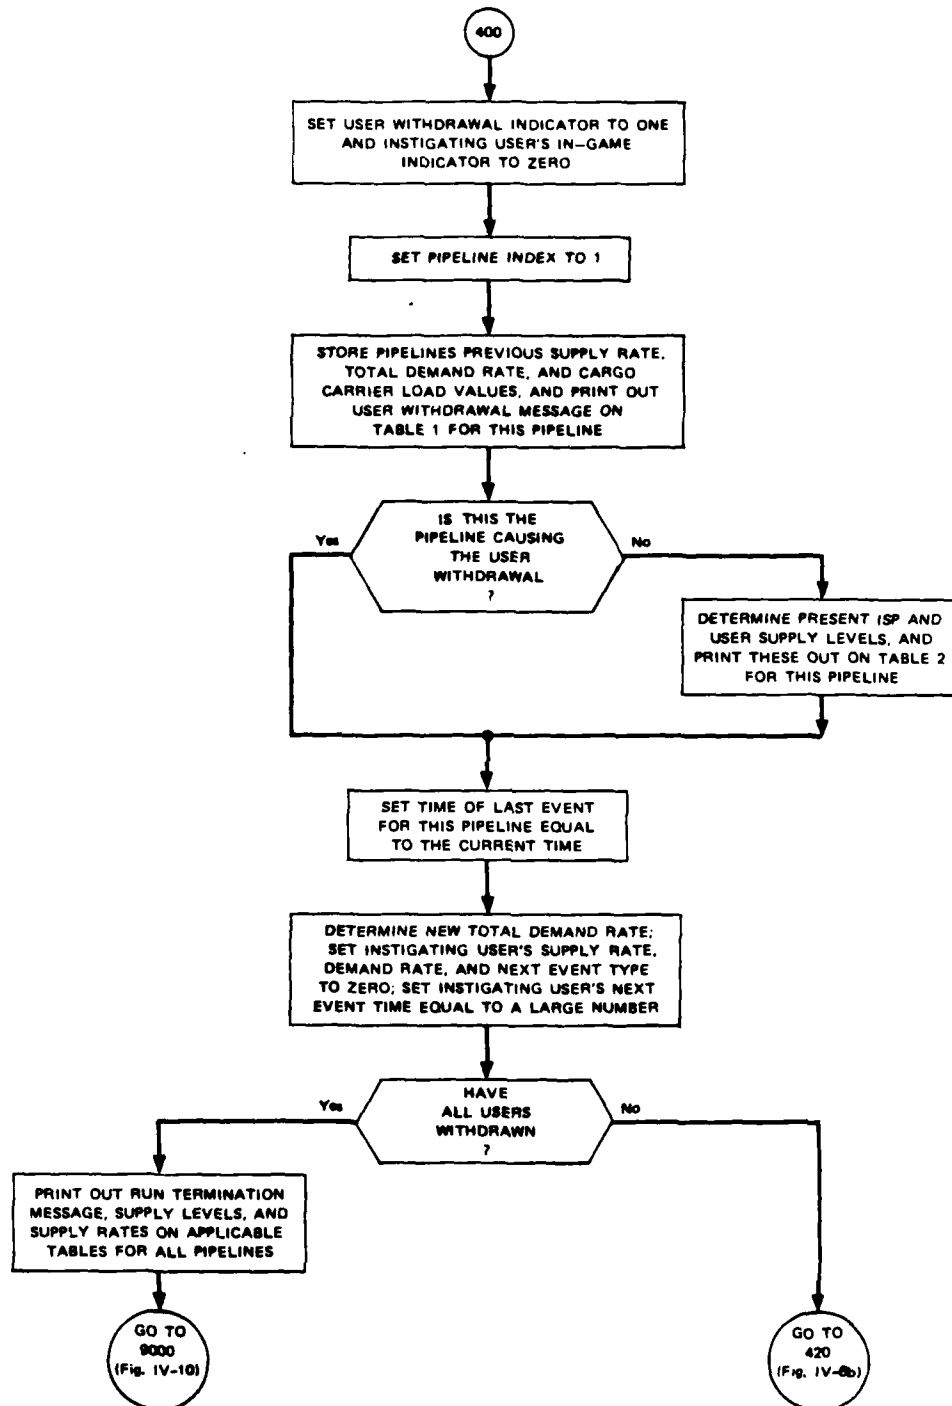 400
SET USER WITHDRAWAL INDICATOR TO ONE
AND INSTIGATING USER'S IN-GAME
INDICATOR TO ZERO
SET PIPELINE INDEX TO 1
STORE PIPELINES PREVIOUS SUPPLY RATE,
TOTAL DEMAND RATE, AND CARGO
CARRIER LOAD VALUES, AND PRINT OUT
USER WITHDRAWAL MESSAGE ON
TABLE 1 FOR THIS PIPELINE
IS THIS THE
PIPELINE CAUSING
THE USER
WITHDRAWAL
?
Yes
No
DETERMINE PRESENT ISP AND
USER SUPPLY LEVELS, AND
PRINT THESE OUT ON TABLE 2
FOR THIS PIPELINE
SET TIME OF LAST EVENT
FOR THIS PIPELINE EQUAL
TO THE CURRENT TIME
DETERMINE NEW TOTAL DEMAND RATE;
SET INSTIGATING USER'S SUPPLY RATE,
DEMAND RATE, AND NEXT EVENT TYPE
TO ZERO; SET INSTIGATING USER'S NEXT
EVENT TIME EQUAL TO A LARGE NUMBER
HAVE
ALL USERS
WITHDRAWN
?
Yes
No
PRINT OUT RUN TERMINATION
MESSAGE, SUPPLY LEVELS, AND
SUPPLY RATES ON APPLICABLE
TABLES FOR ALL PIPELINES
GO TO
9000
(Fig. IV-10)
GO TO
420
(Fig. IV-6b)